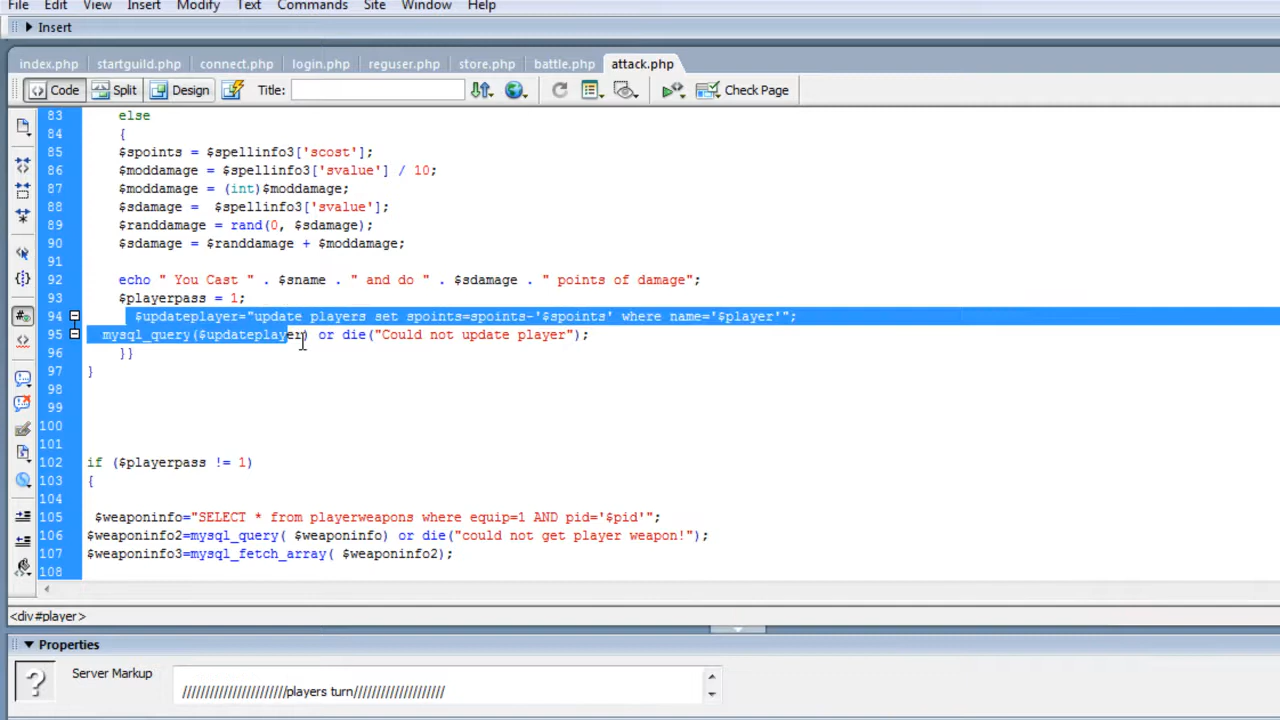 File Edit View Insert Modify Text Commands Site Window Help
Insert
index.php startguild.php connect.php login.php reguser.php store.php battle.php attack.php
Code Split Design Title: Check Page
83 else
84 {
85 $spoints = $spellinfo3['scost'];
86 $moddamage = $spellinfo3['svalue'] / 10;
87 $moddamage = (int)$moddamage;
88 $sdamage =  $spellinfo3['svalue'];
89 $randdamage = rand(0, $sdamage);
90 $sdamage = $randdamage + $moddamage;
91
92 echo " You Cast " . $sname . " and do " . $sdamage . " points of damage";
93 $playerpass = 1;
94 $updateplayer="update players set spoints=spoints-'$spoints' where name='$player'";
95 mysql_query($updateplayer) or die("Could not update player");
96 }}
97 }
98
99
100
101
102 if ($playerpass != 1)
103 {
104
105 $weaponinfo="SELECT * from playerweapons where equip=1 AND pid='$pid'";
106 $weaponinfo2=mysql_query( $weaponinfo) or die("could not get player weapon!");
107 $weaponinfo3=mysql_fetch_array( $weaponinfo2);
108
<div#player>
Properties
? Server Markup
///////////////////////players turn////////////////////